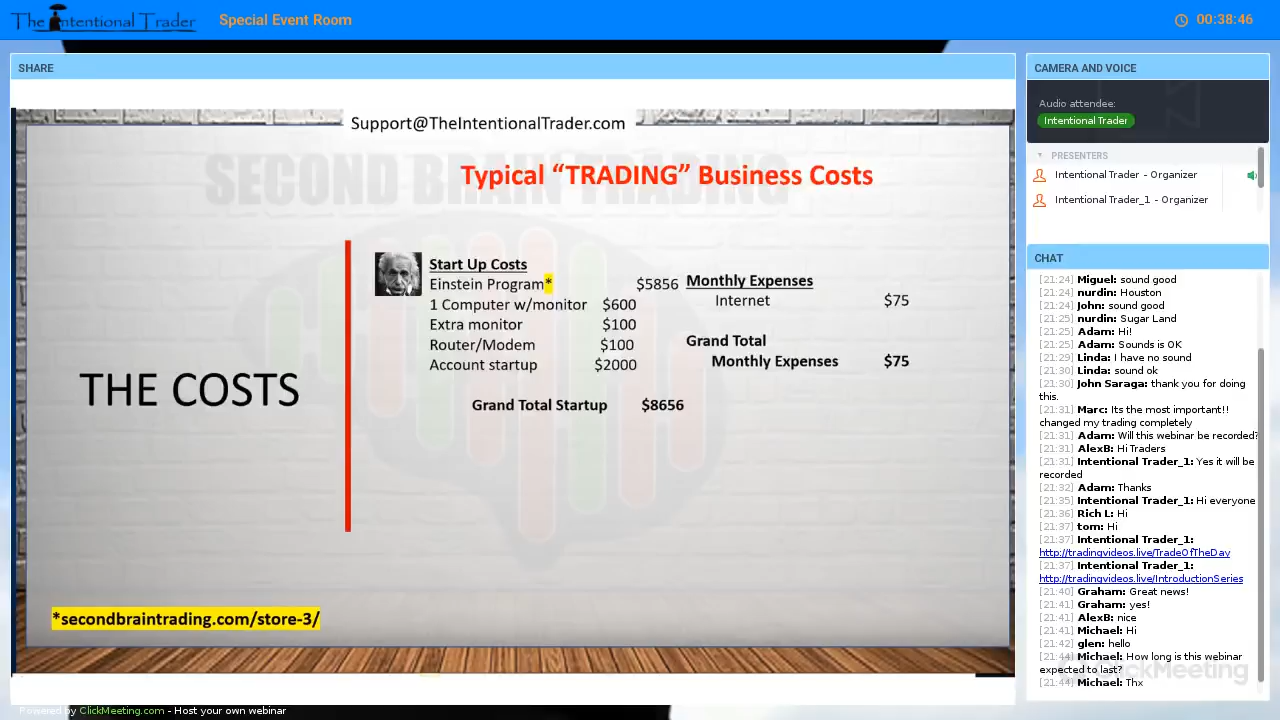 The Intentional Trader
Special Event Room
00:38:46
SHARE
Support@TheIntentionalTrader.com
SECOND BRAIN TRADING
Typical “TRADING” Business Costs
THE COSTS
Start Up Costs
Einstein Program* $5856
1 Computer w/monitor $600
Extra monitor $100
Router/Modem $100
Account startup $2000
Grand Total Startup $8656
Monthly Expenses
Internet $75
Grand Total
Monthly Expenses $75
*secondbraintrading.com/store-3/
CAMERA AND VOICE
Audio attendee:
Intentional Trader
PRESENTERS
Intentional Trader - Organizer
Intentional Trader_1 - Organizer
CHAT
[21:24] Miguel: sound good
[21:24] nurdin: Houston
[21:24] John: sound good
[21:25] nurdin: Sugar Land
[21:25] Adam: Hi!
[21:25] Adam: Sounds is OK
[21:29] Linda: I have no sound
[21:30] Linda: sound ok
[21:30] John Saraga: thank you for doing
this.
[21:31] Marc: Its the most important!!
changed my trading completely
[21:31] Adam: Will this webinar be recorded?
[21:31] AlexB: Hi Traders
[21:31] Intentional Trader_1: Yes it will be
recorded
[21:32] Adam: Thanks
[21:35] Intentional Trader_1: Hi everyone
[21:36] Rich L: Hi
[21:37] tom: Hi
[21:37] Intentional Trader_1:
http://tradingvideos.live/TradeOfTheDay
[21:37] Intentional Trader_1:
http://tradingvideos.live/IntroductionSeries
[21:40] Graham: Great news!
[21:41] Graham: yes!
[21:41] AlexB: nice
[21:41] Michael: Hi
[21:42] glen: hello
[21:44] Michael: How long is this webinar
expected to last?
[21:44] Michael: Thx
ClickMeeting
Powered by ClickMeeting.com - Host your own webinar